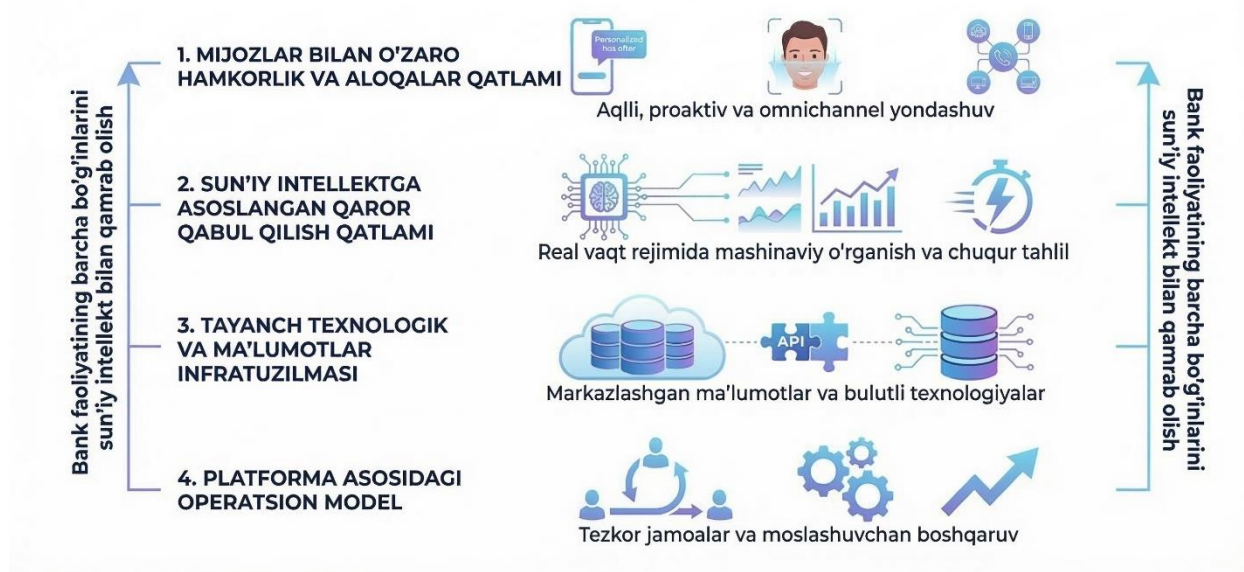 Bank faoliyatining barcha bo'g'inlarini
sun'iy intellekt bilan qamrab olish
1. MIJOZLAR BILAN O'ZARO
HAMKORLIK VA ALOQALAR QATLAMI
Personalized
has after
Aqlli, proaktiv va omnichannel yondashuv
2. SUN'IY INTELLEKTGA
ASOSLANGAN QAROR
QABUL QILISH QATLAMI
Real vaqt rejimida mashinaviy o'rganish va chuqur tahlil
3. TAYANCH TEXNOLOGIK
VA MA'LUMOTLAR
INFRATUZILMASI
API
Markazlashgan ma'lumotlar va bulutli texnologiyalar
4. PLATFORMA ASOSIDAGI
OPERATSION MODEL
Tezkor jamoalar va moslashuvchan boshqaruv
Bank faoliyatining barcha bo'g'inlarini
sun'iy intellekt bilan qamrab olish